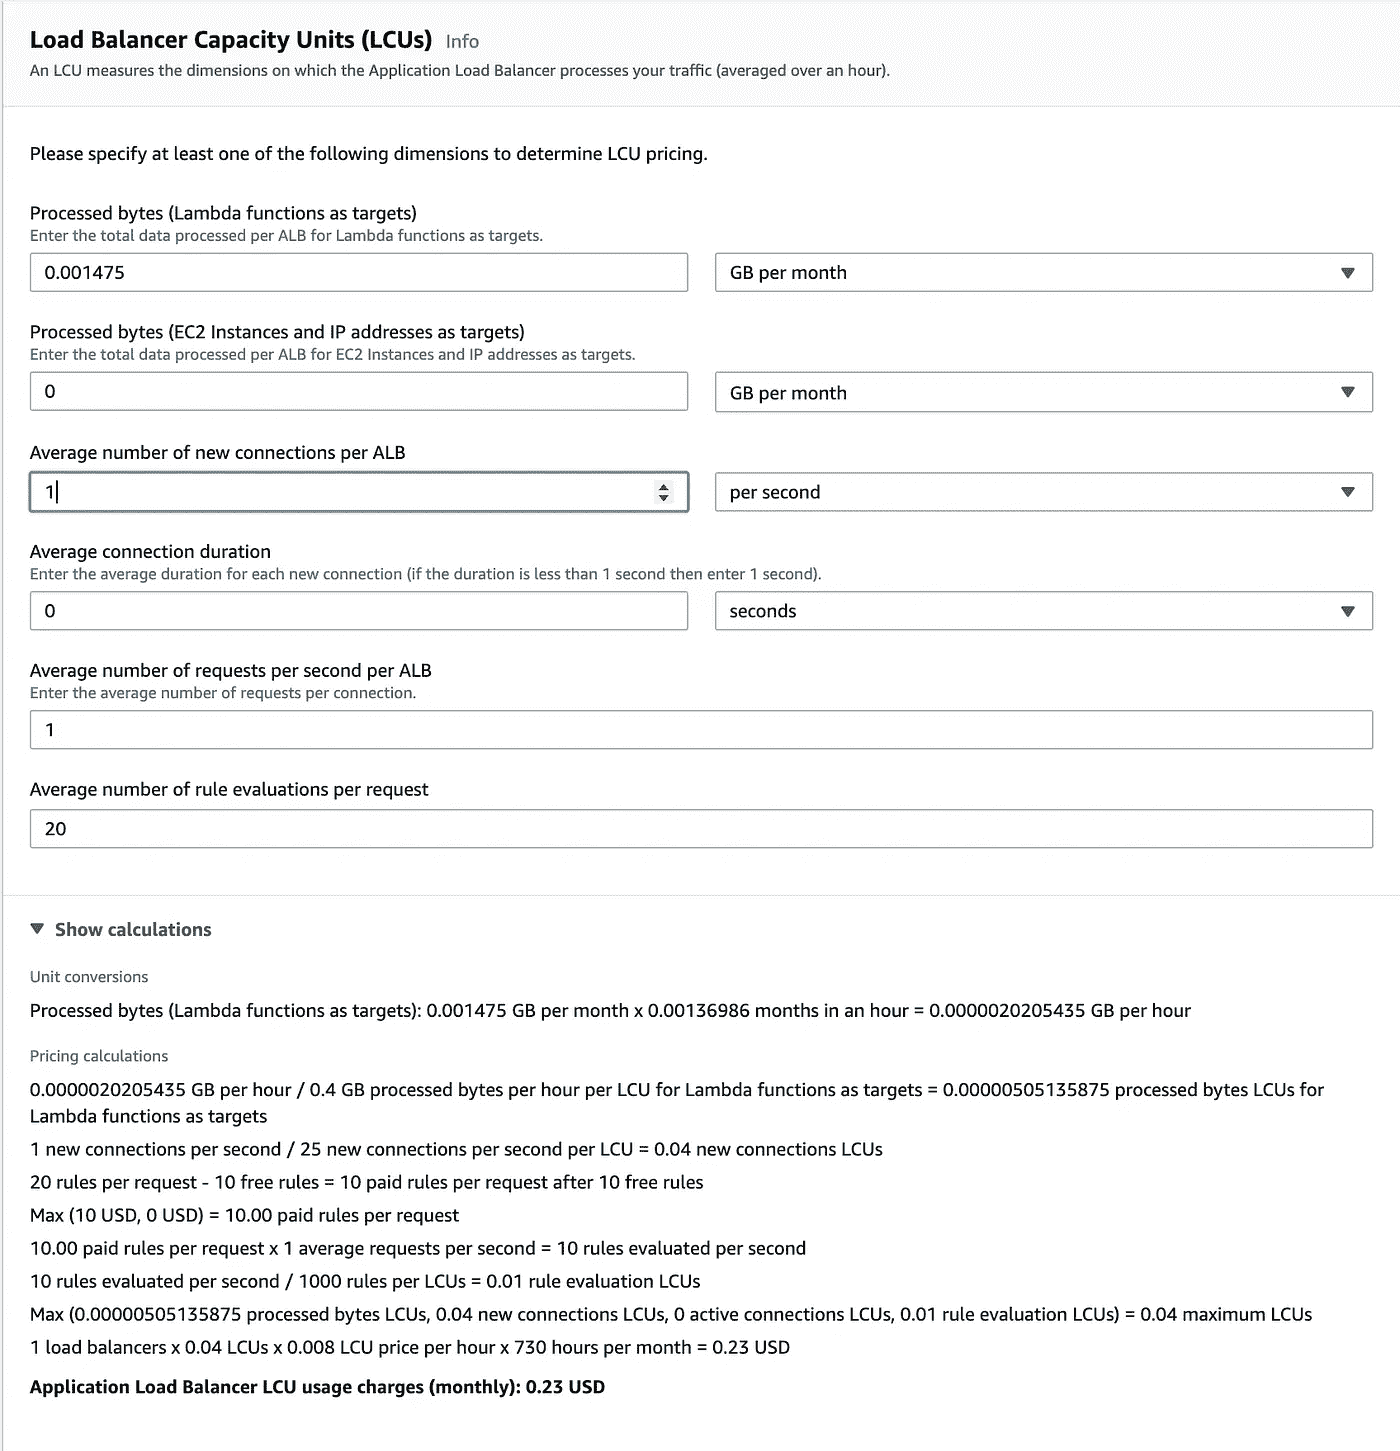 Load Balancer Capacity Units (LCUs) Info
An LCU measures the dimensions on which the Application Load Balancer processes your traffic (averaged over an hour).
Please specify at least one of the following dimensions to determine LCU pricing.
Processed bytes (Lambda functions as targets)
Enter the total data processed per ALB for Lambda functions as targets.
0.001475
GB per month
Processed bytes (EC2 Instances and IP addresses as targets)
Enter the total data processed per ALB for EC2 Instances and IP addresses as targets.
0
GB per month
Average number of new connections per ALB
1
per second
Average connection duration
Enter the average duration for each new connection (if the duration is less than 1 second then enter 1 second).
0
seconds
Average number of requests per second per ALB
Enter the average number of requests per connection.
1
Average number of rule evaluations per request
20
Show calculations
Unit conversions
Processed bytes (Lambda functions as targets): 0.001475 GB per month x 0.00136986 months in an hour = 0.0000020205435 GB per hour
Pricing calculations
0.0000020205435 GB per hour / 0.4 GB processed bytes per hour per LCU for Lambda functions as targets = 0.00000505135875 processed bytes LCUs for
Lambda functions as targets
1 new connections per second / 25 new connections per second per LCU = 0.04 new connections LCUs
20 rules per request - 10 free rules = 10 paid rules per request after 10 free rules
Max (10 USD, 0 USD) = 10.00 paid rules per request
10.00 paid rules per request x 1 average requests per second = 10 rules evaluated per second
10 rules evaluated per second / 1000 rules per LCUs = 0.01 rule evaluation LCUs
Max (0.00000505135875 processed bytes LCUs, 0.04 new connections LCUs, 0 active connections LCUs, 0.01 rule evaluation LCUs) = 0.04 maximum LCUs
1 load balancers x 0.04 LCUs x 0.008 LCU price per hour x 730 hours per month = 0.23 USD
Application Load Balancer LCU usage charges (monthly): 0.23 USD